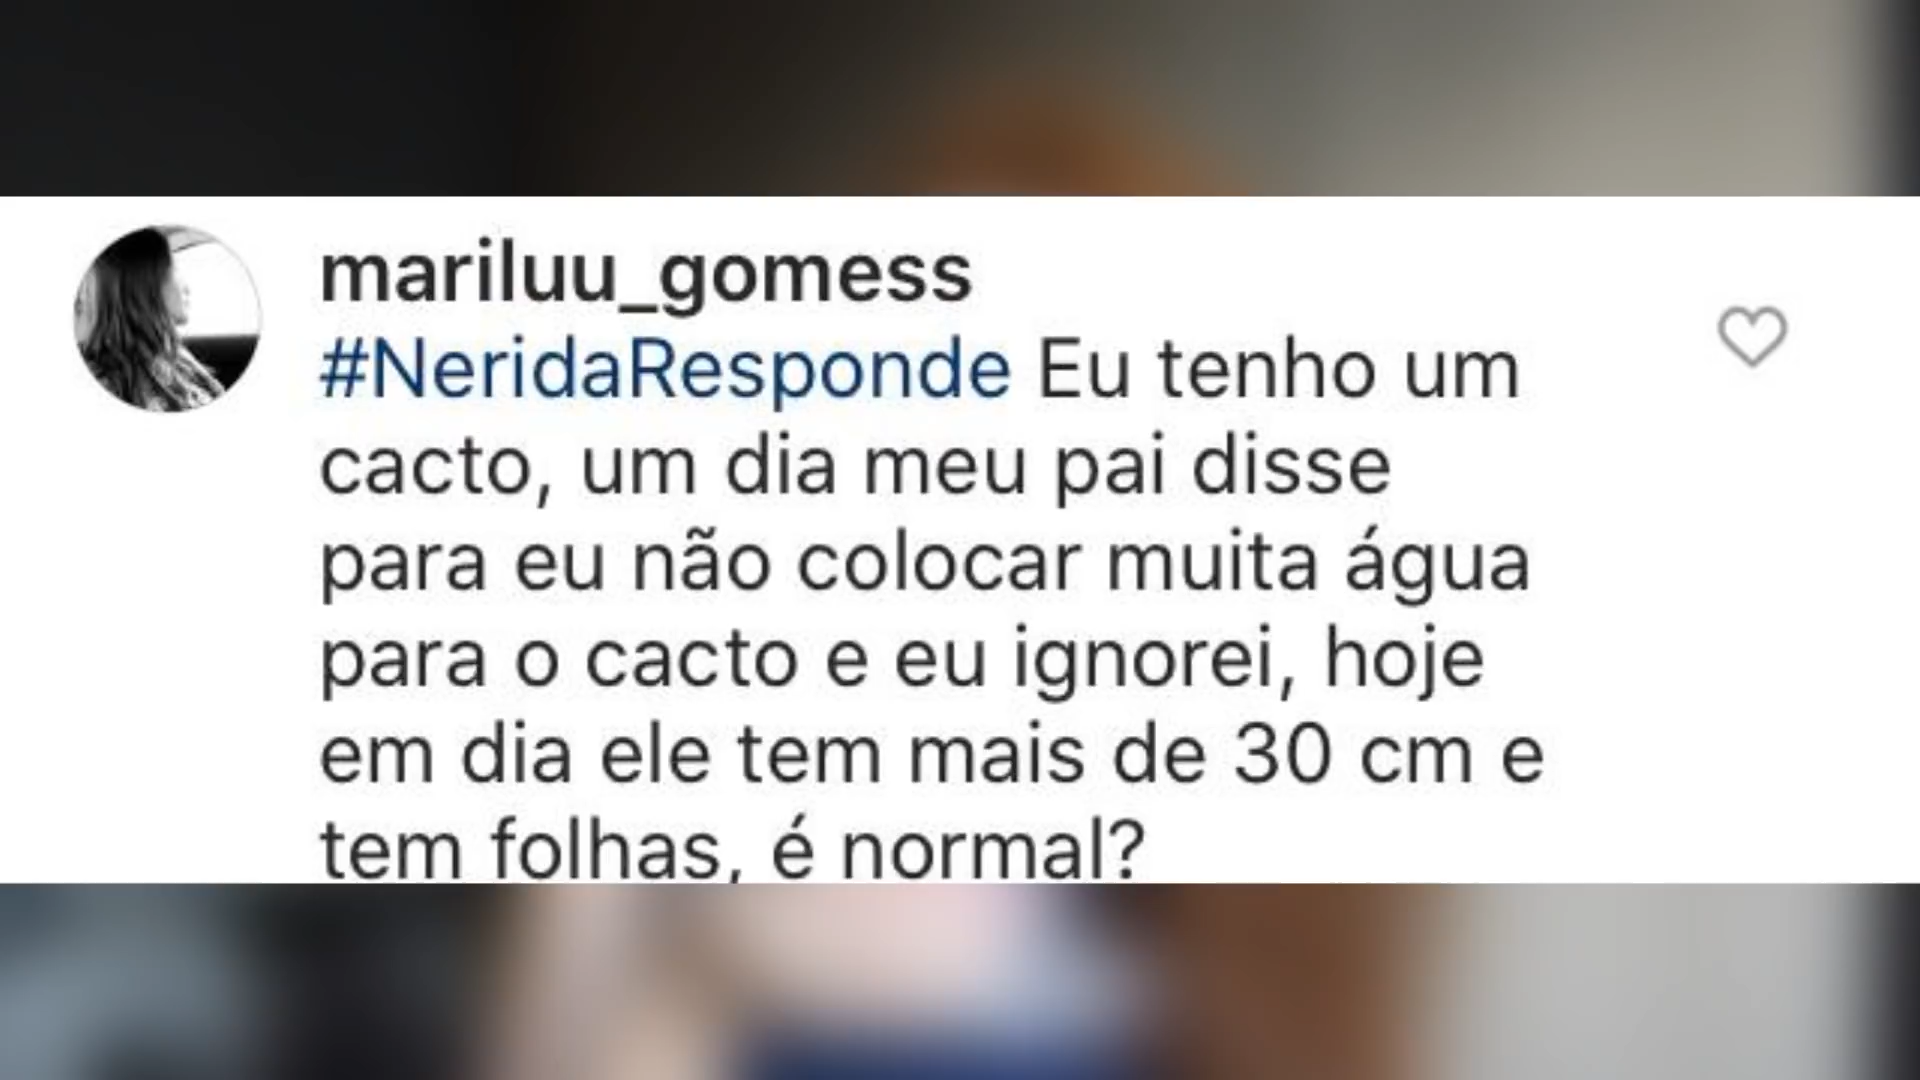 mariluu_gomess
#NeridaResponde Eu tenho um
cacto, um dia meu pai disse
para eu não colocar muita água
para o cacto e eu ignorei, hoje
em dia ele tem mais de 30 cm e
tem folhas, é normal?